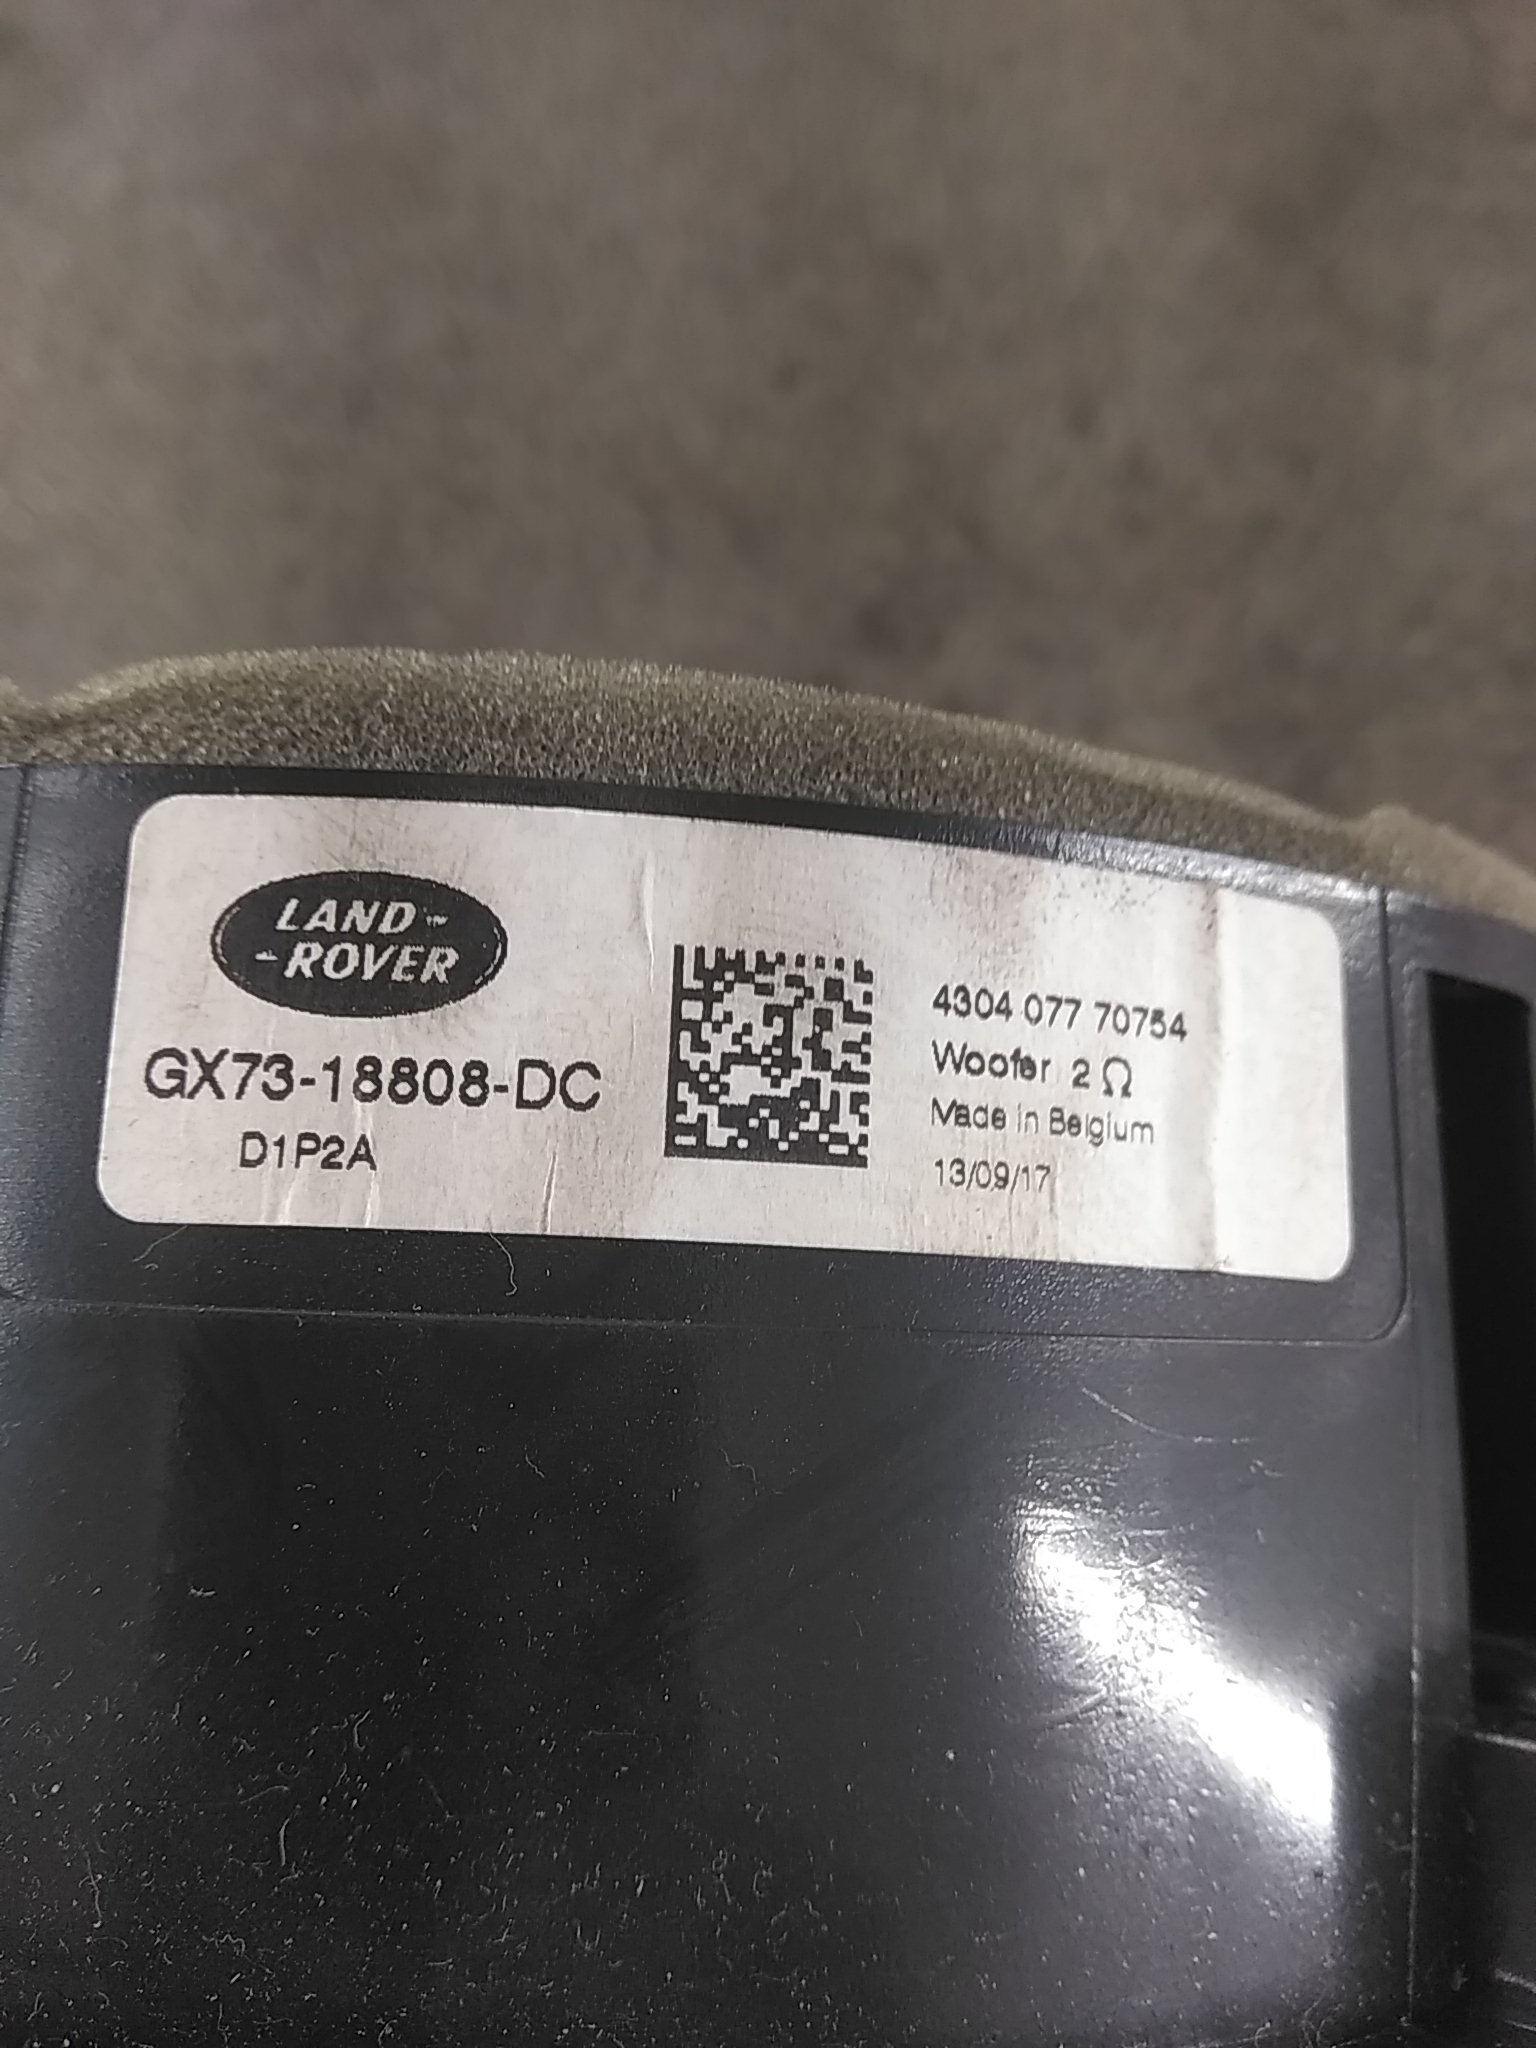 LAND-
-ROVER
GX73-18808-DC
D1P2A
4304 077 70754
Woofer 2 Ω
Made in Belgium
13/09/17